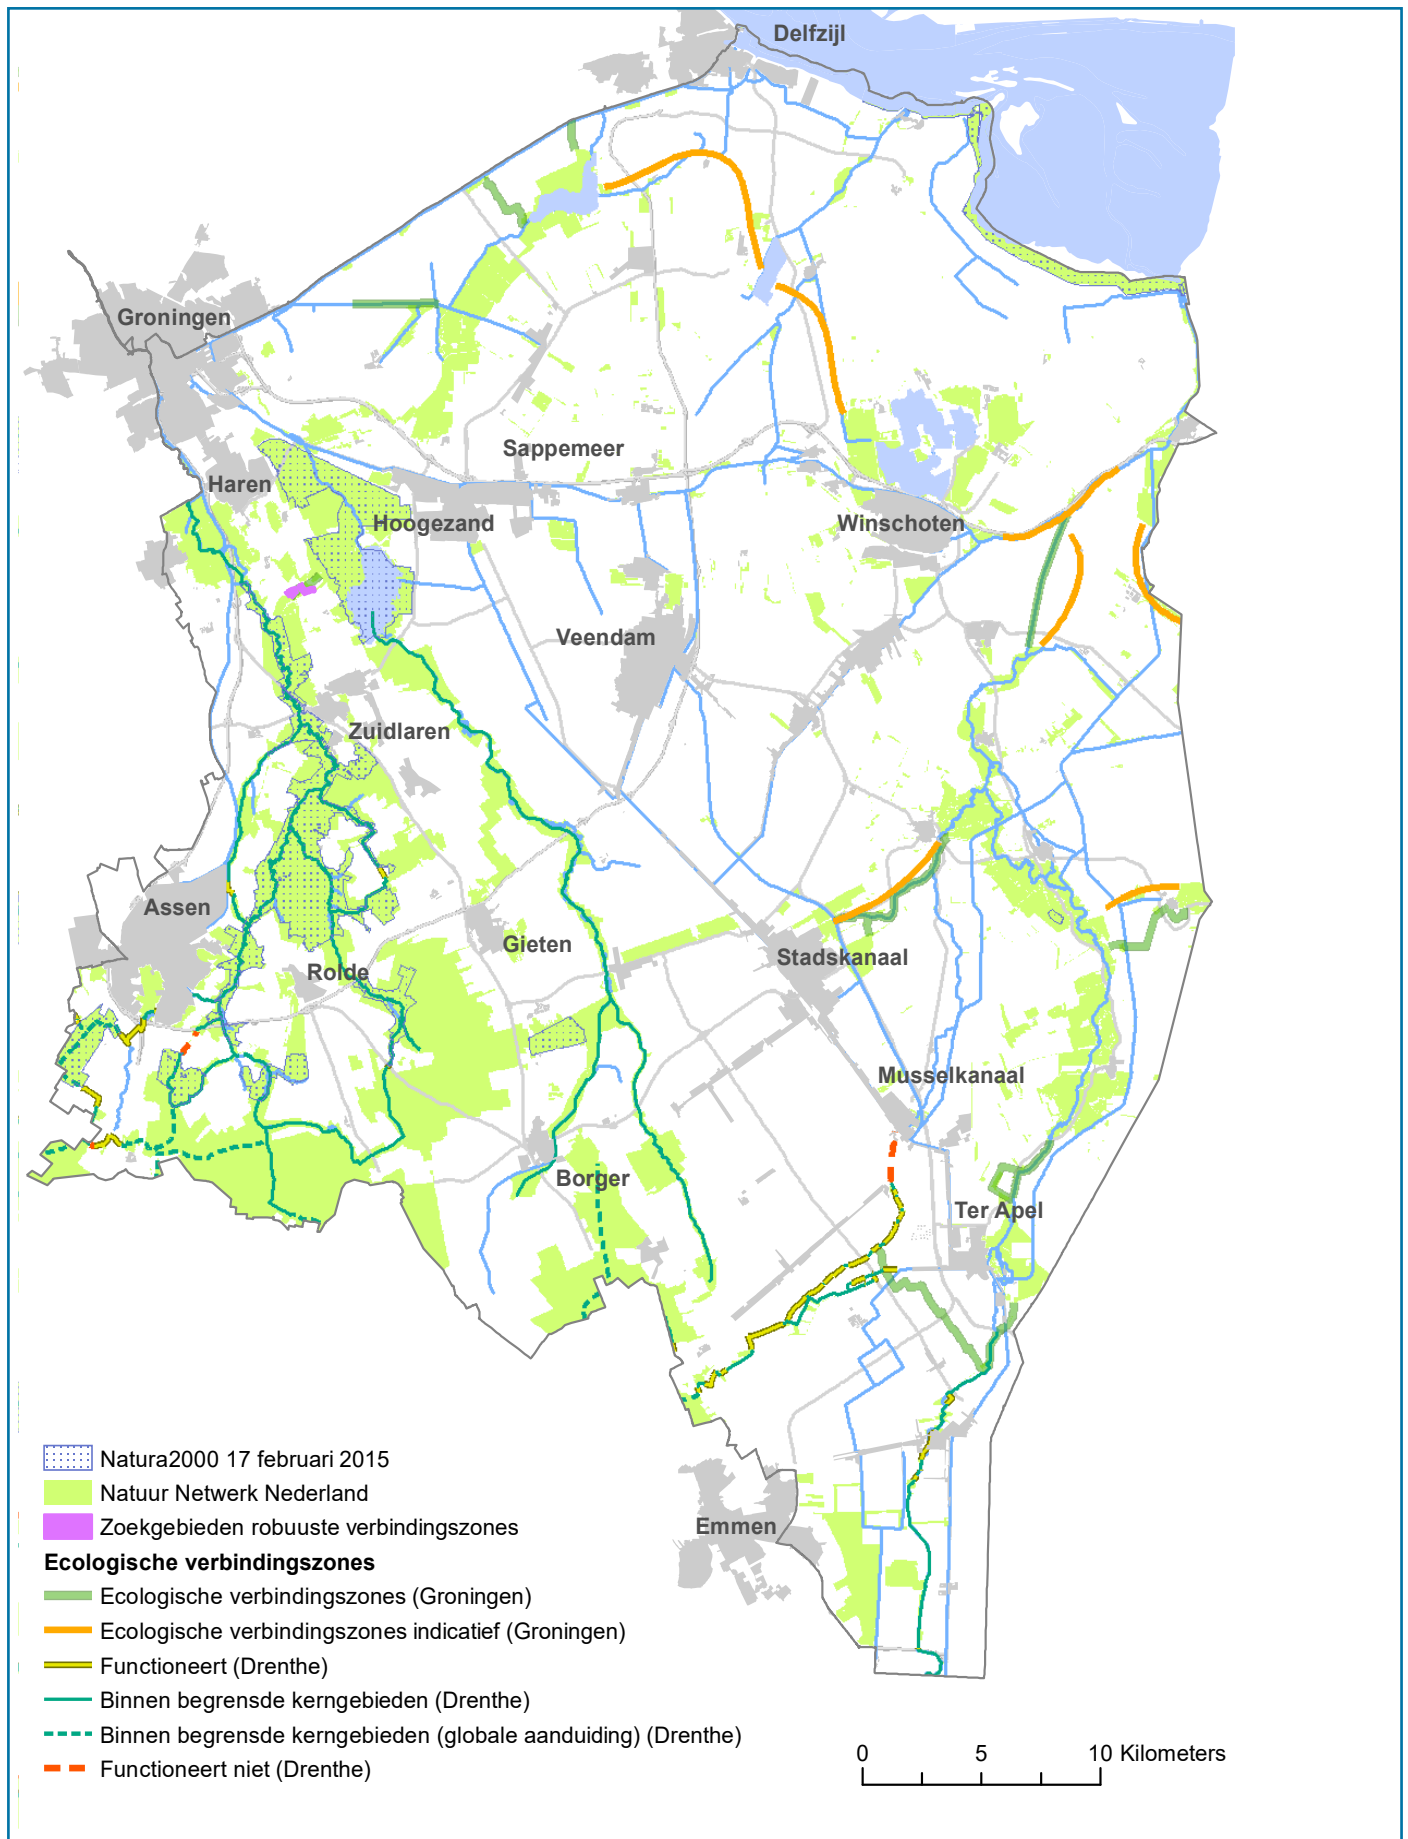 Delfzijl
Groningen
Sappemeer
Haren
Hoogezand
Winschoten
Veendam
Zuidlaren
Assen
Gieten
Stadskanaal
Rolde
Musselkanaal
Borger
Ter Apel
Emmen
Natura2000 17 februari 2015
Natuur Netwerk Nederland
Zoekgebieden robuuste verbindingszones
Ecologische verbindingszones
Ecologische verbindingszones (Groningen)
Ecologische verbindingszones indicatief (Groningen)
Functioneert (Drenthe)
Binnen begrensde kerngebieden (Drenthe)
Binnen begrensde kerngebieden (globale aanduiding) (Drenthe)
Functioneert niet (Drenthe)
0 5 10 Kilometers